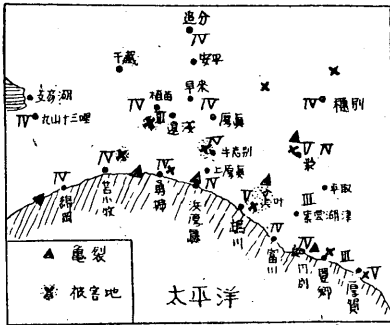 追分
IV
千歳
安平
IV
早来
植苗
IV
III
遠浅
IV
厚真
支笏湖
IV
丸山十三哩
穂別
IV
IV
V
上厚真
平取
III
錦岡
IV
苫小牧
IV
勇払
IV
浜厚真
鵡川
V
IV
富川
門別
IV
豊郷
III
厚賀
V
亀裂
被害地
太平洋